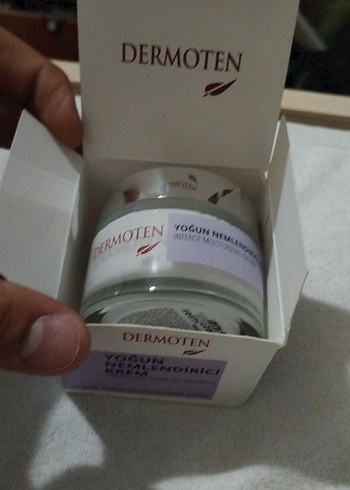 DERMOTEN
DERMOTEN
YOĞUN NEMLENDİRİCİ
INTENSE MOISTURIZING
DERMOTEN
YOĞUN
NEMLENDİRİCİ
KREM